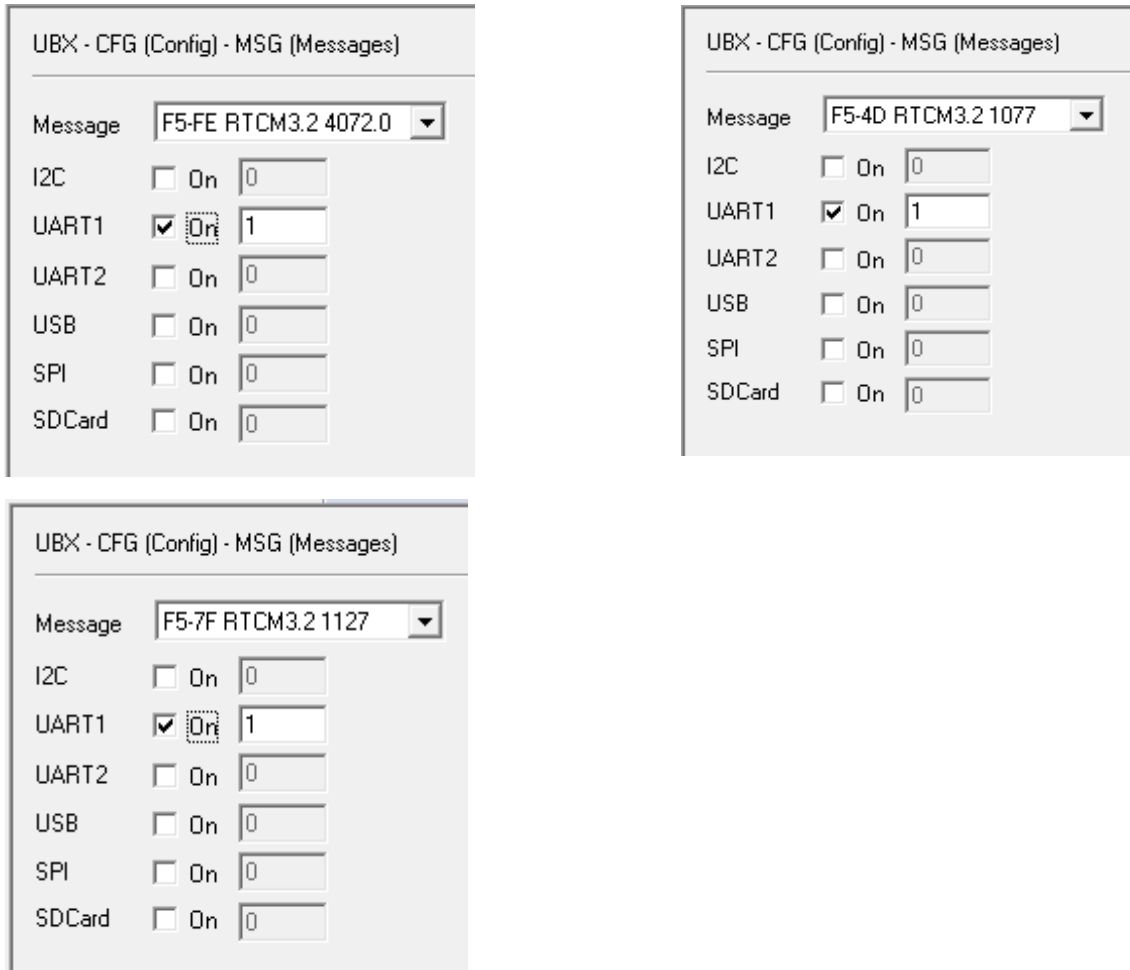 UBX - CFG (Config) - MSG (Messages)
Message F5-FE RTCM3.2 4072.0
I2C On 0
UART1 On 1
UART2 On 0
USB On 0
SPI On 0
SDCard On 0
UBX - CFG (Config) - MSG (Messages)
Message F5-4D RTCM3.2 1077
I2C On 0
UART1 On 1
UART2 On 0
USB On 0
SPI On 0
SDCard On 0
UBX - CFG (Config) - MSG (Messages)
Message F5-7F RTCM3.2 1127
I2C On 0
UART1 On 1
UART2 On 0
USB On 0
SPI On 0
SDCard On 0